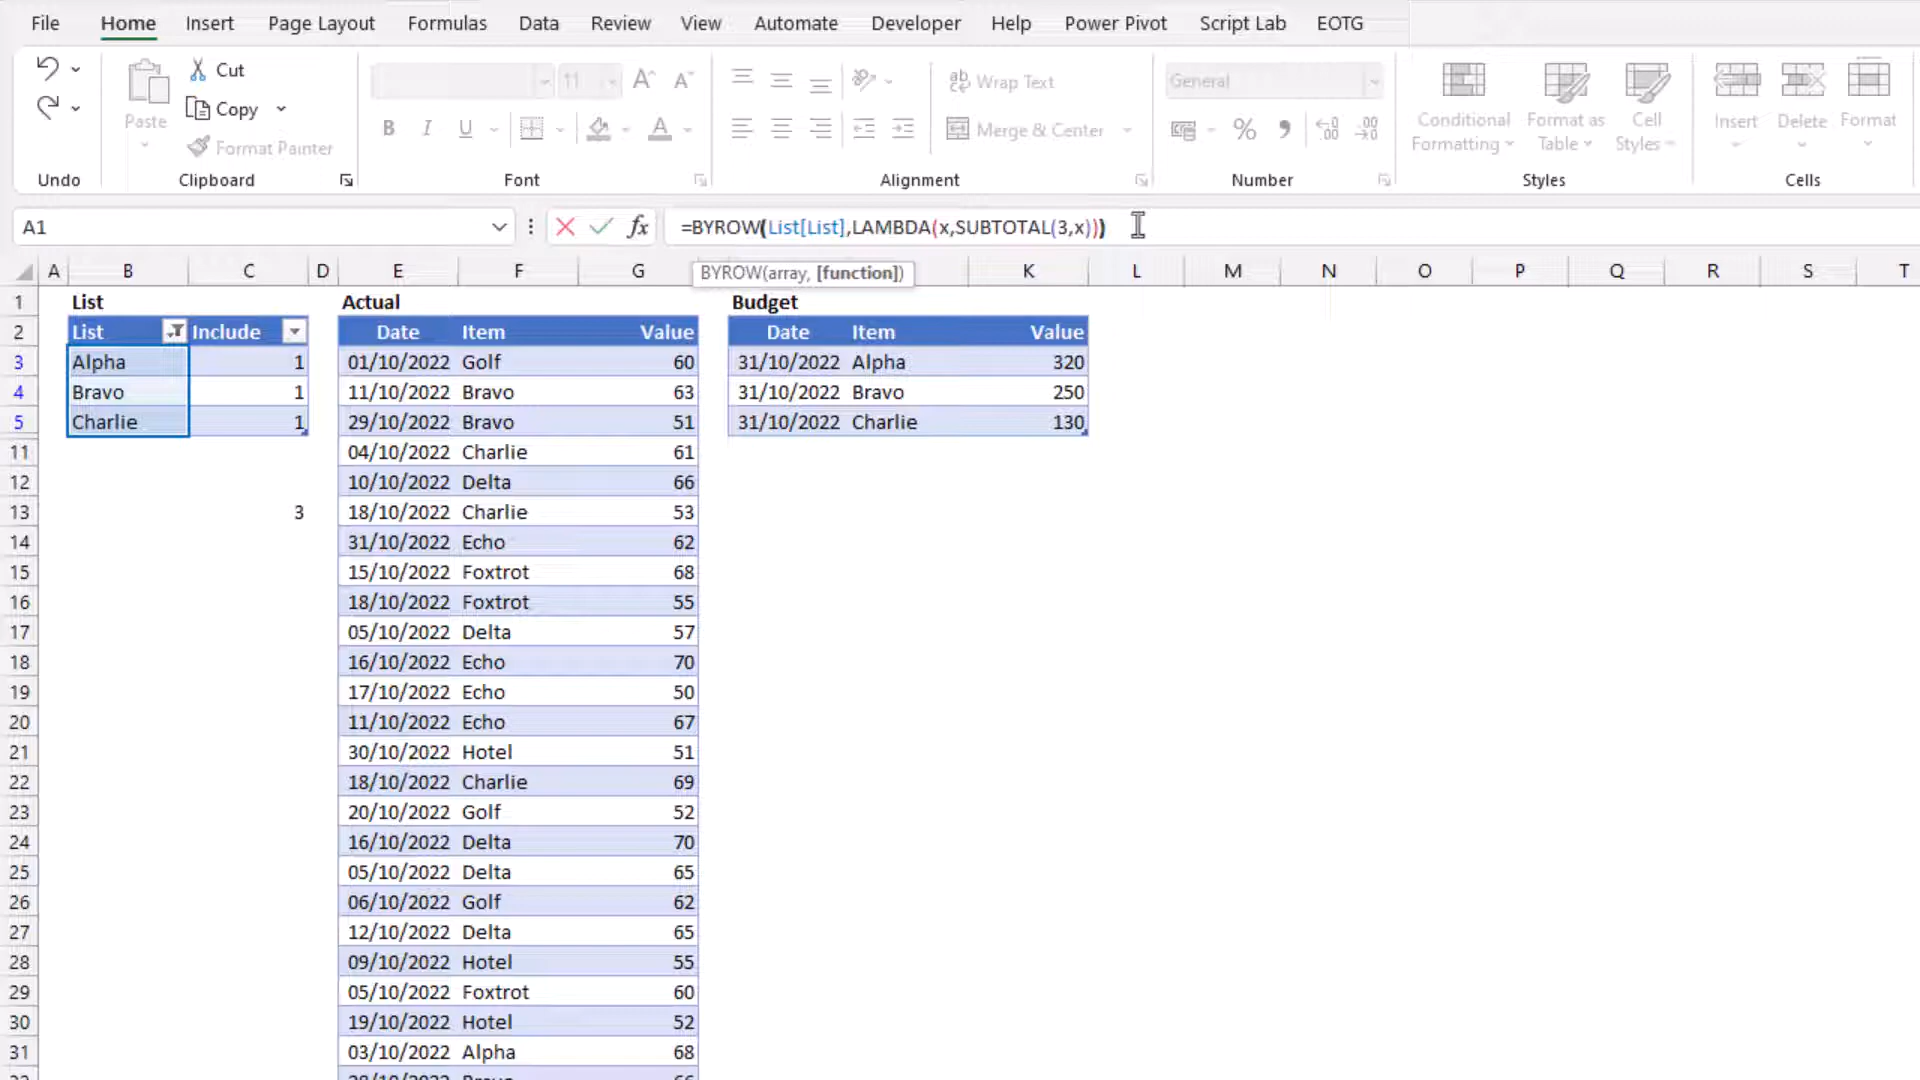 File Home Insert Page Layout Formulas Data Review View Automate Developer Help Power Pivot Script Lab EOTG
Cut
11
General
Wrap Text
Copy
Paste
Conditional Formatting
Format as Table
Cell Styles
Insert Delete Format
B I U
Merge & Center
Format Painter
Undo Clipboard Font Alignment Number Styles Cells
A1 fx =BYROW(List[List],LAMBDA(x,SUBTOTAL(3,x)))
BYROW(array, [function])
A B C D E F G K L M N O P Q R S T
1 List Actual Budget
2 List Include Date Item Value Date Item Value
3 Alpha 1 01/10/2022 Golf 60 31/10/2022 Alpha 320
4 Bravo 1 11/10/2022 Bravo 63 31/10/2022 Bravo 250
5 Charlie 1 29/10/2022 Bravo 51 31/10/2022 Charlie 130
11 04/10/2022 Charlie 61
12 10/10/2022 Delta 66
13 3 18/10/2022 Charlie 53
14 31/10/2022 Echo 62
15 15/10/2022 Foxtrot 68
16 18/10/2022 Foxtrot 55
17 05/10/2022 Delta 57
18 16/10/2022 Echo 70
19 17/10/2022 Echo 50
20 11/10/2022 Echo 67
21 30/10/2022 Hotel 51
22 18/10/2022 Charlie 69
23 20/10/2022 Golf 52
24 16/10/2022 Delta 70
25 05/10/2022 Delta 65
26 06/10/2022 Golf 62
27 12/10/2022 Delta 65
28 09/10/2022 Hotel 55
29 05/10/2022 Foxtrot 60
30 19/10/2022 Hotel 52
31 03/10/2022 Alpha 68